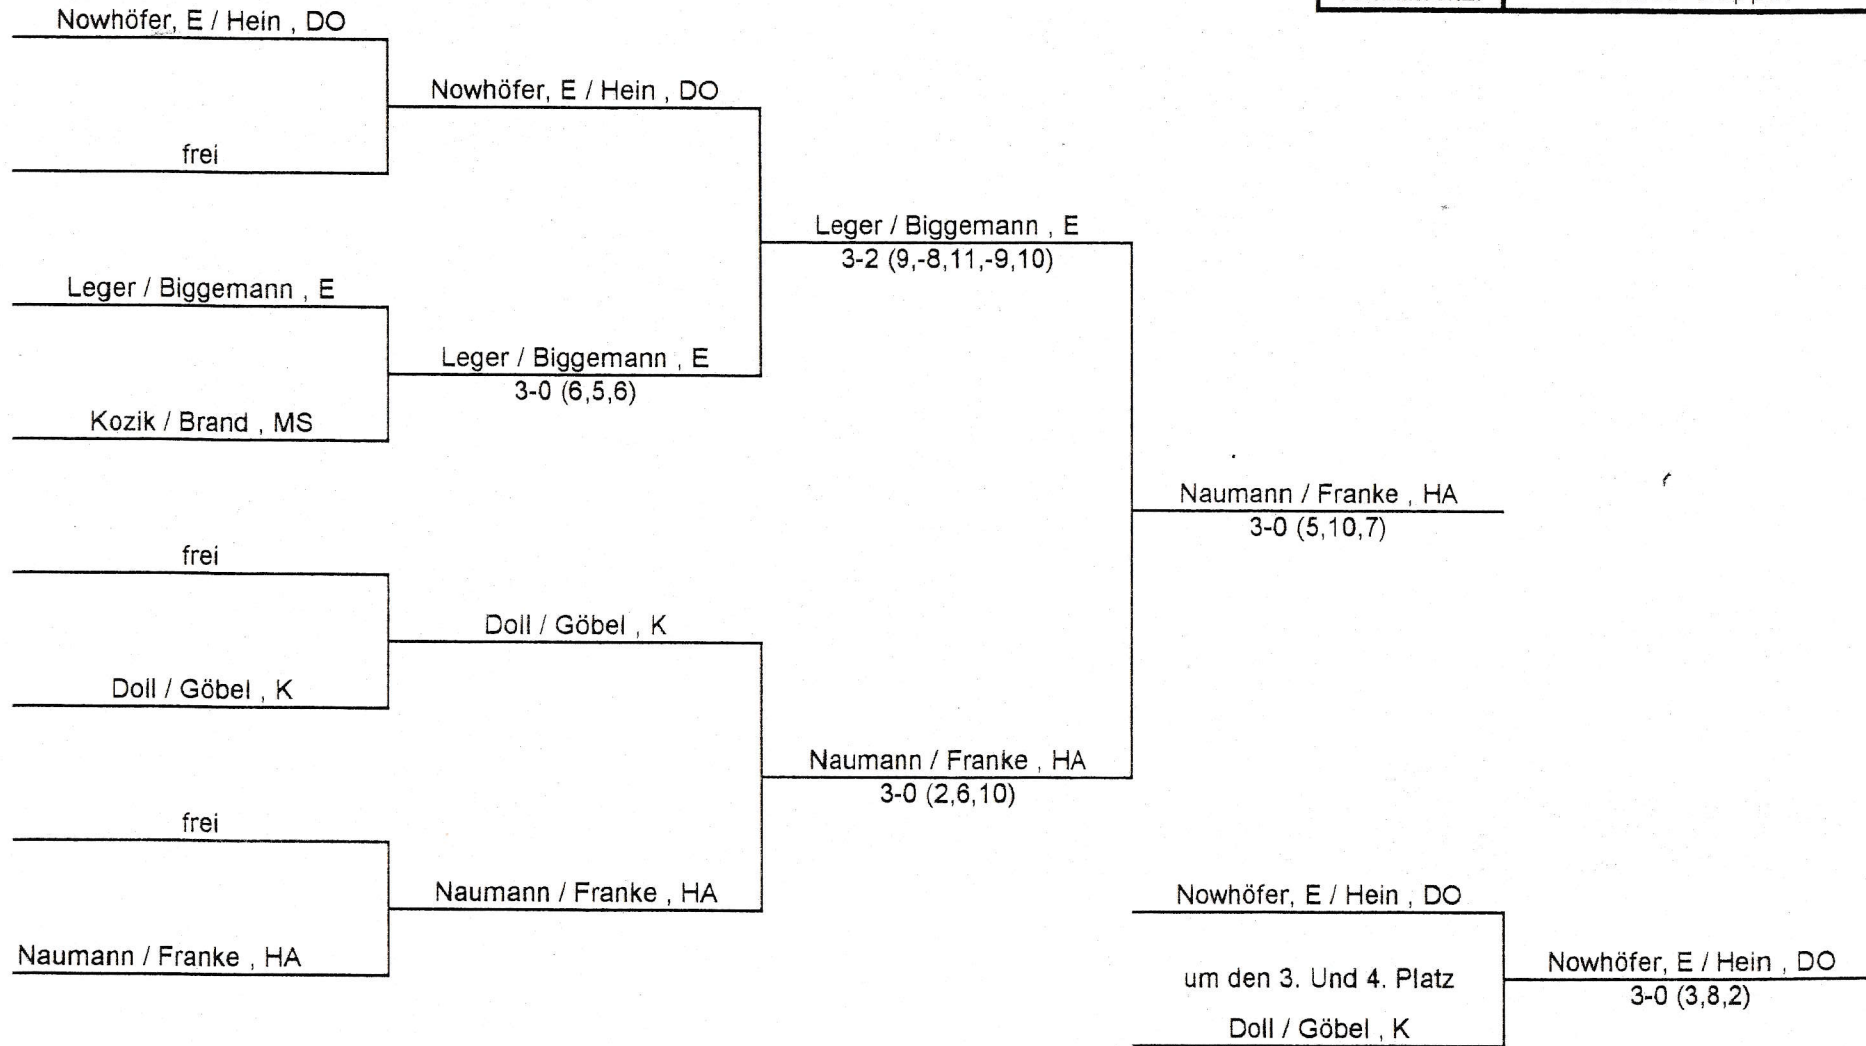 Nowhöfer, E / Hein , DO
frei
Leger / Biggemann , E
Kozik / Brand , MS
frei
Doll / Göbel , K
frei
Naumann / Franke , HA
Nowhöfer, E / Hein , DO
Leger / Biggemann , E
3-0 (6,5,6)
Doll / Göbel , K
Naumann / Franke , HA
Leger / Biggemann , E
3-2 (9,-8,11,-9,10)
Naumann / Franke , HA
3-0 (2,6,10)
Naumann / Franke , HA
3-0 (5,10,7)
Nowhöfer, E / Hein , DO
um den 3. Und 4. Platz
Doll / Göbel , K
Nowhöfer, E / Hein , DO
3-0 (3,8,2)